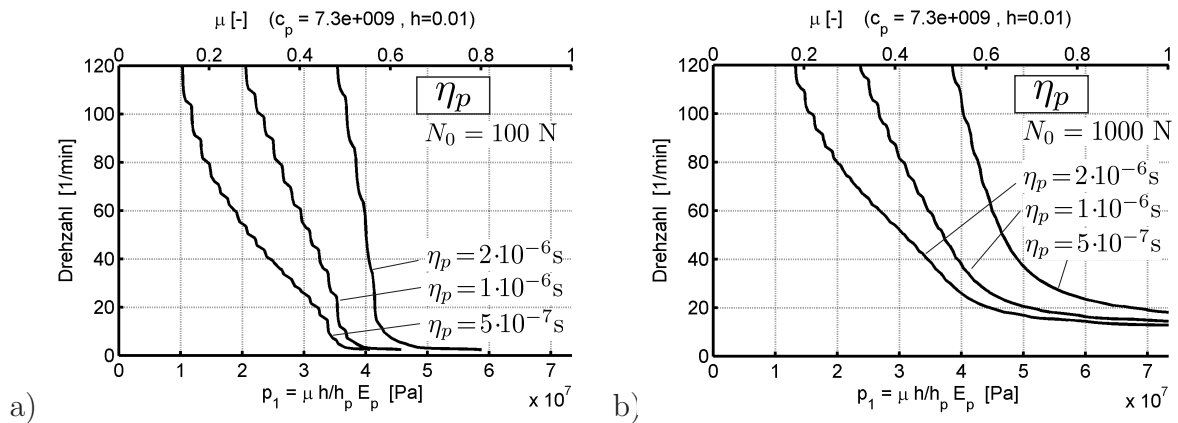 μ [-] (c_p = 7.3e+009 , h=0.01)
0 0.2 0.4 0.6 0.8 1
120
100
80
60
40
20
0
Drehzahl [1/min]
η_p
N_0 = 100 N
η_p = 2·10^{-6}s
η_p = 1·10^{-6}s
η_p = 5·10^{-7}s
0 1 2 3 4 5 6 7
p_1 = μ h/h_p E_p [Pa]
x 10^7
a)
μ [-] (c_p = 7.3e+009 , h=0.01)
0 0.2 0.4 0.6 0.8 1
120
100
80
60
40
20
0
Drehzahl [1/min]
η_p
N_0 = 1000 N
η_p = 2·10^{-6}s
η_p = 1·10^{-6}s
η_p = 5·10^{-7}s
0 1 2 3 4 5 6 7
p_1 = μ h/h_p E_p [Pa]
x 10^7
b)